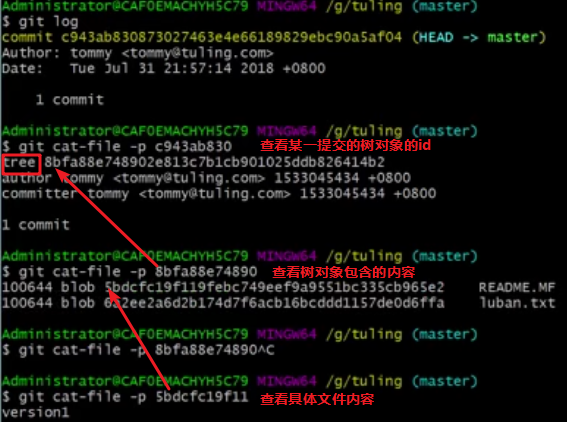 Administrator@CAF0EMACHYH5C79 MINGW64 /g/tuling (master)
$ git log
commit c943ab830873027463e4e66189829ebc90a5af04 (HEAD -> master)
Author: tommy <tommy@tuling.com>
Date:   Tue Jul 31 21:57:14 2018 +0800
1 commit
Administrator@CAF0EMACHYH5C79 MINGW64 /g/tuling (master)
$ git cat-file -p c943ab830 查看某一提交的树对象的id
tree 8bfa88e748902e813c7b1cb901025ddb826414b2
author tommy <tommy@tuling.com> 1533045434 +0800
committer tommy <tommy@tuling.com> 1533045434 +0800
1 commit
Administrator@CAF0EMACHYH5C79 MINGW64 /g/tuling (master)
$ git cat-file -p 8bfa88e74890 查看树对象包含的内容
100644 blob 5bdcfc19f119febc749eef9a9551bc335cb965e2    README.MF
100644 blob 6a2ee2a6d2b174d7f6acb16bcddd1157de0d6ffa    luban.txt
Administrator@CAF0EMACHYH5C79 MINGW64 /g/tuling (master)
$ git cat-file -p 8bfa88e74890^C
Administrator@CAF0EMACHYH5C79 MINGW64 /g/tuling (master)
$ git cat-file -p 5bdcfc19f11 查看具体文件内容
version1